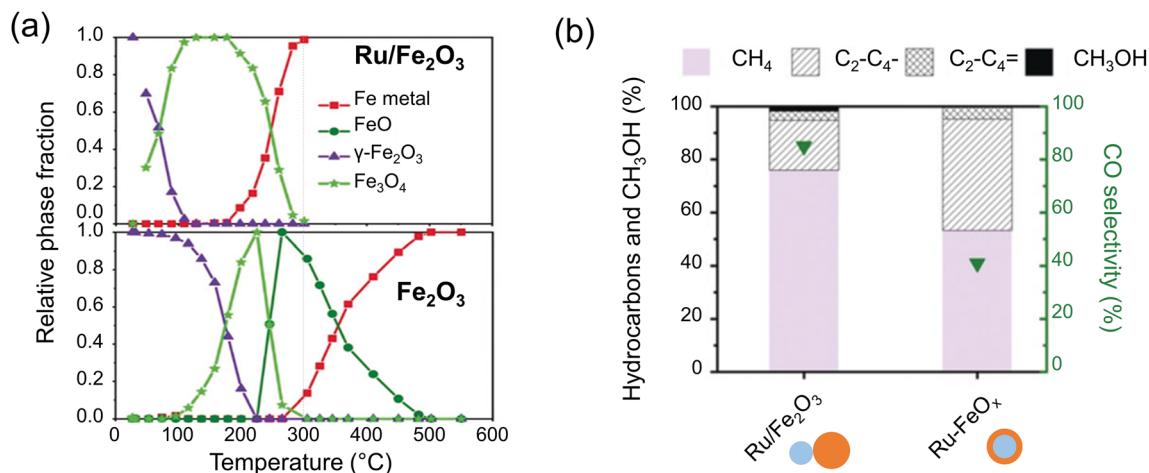 (a)
Relative phase fraction
1.0
0.8
0.6
0.4
0.2
0.0
Ru/Fe₂O₃
Fe metal
FeO
γ-Fe₂O₃
Fe₃O₄
1.0
0.8
0.6
0.4
0.2
0.0
Fe₂O₃
0 100 200 300 400 500 600
Temperature (°C)
(b)
CH₄ C₂-C₄- C₂-C₄= CH₃OH
Hydrocarbons and CH₃OH (%)
100
80
60
40
20
0
100
80
60
40
20
0
CO selectivity (%)
Ru/Fe₂O₃
Ru-FeOₓ